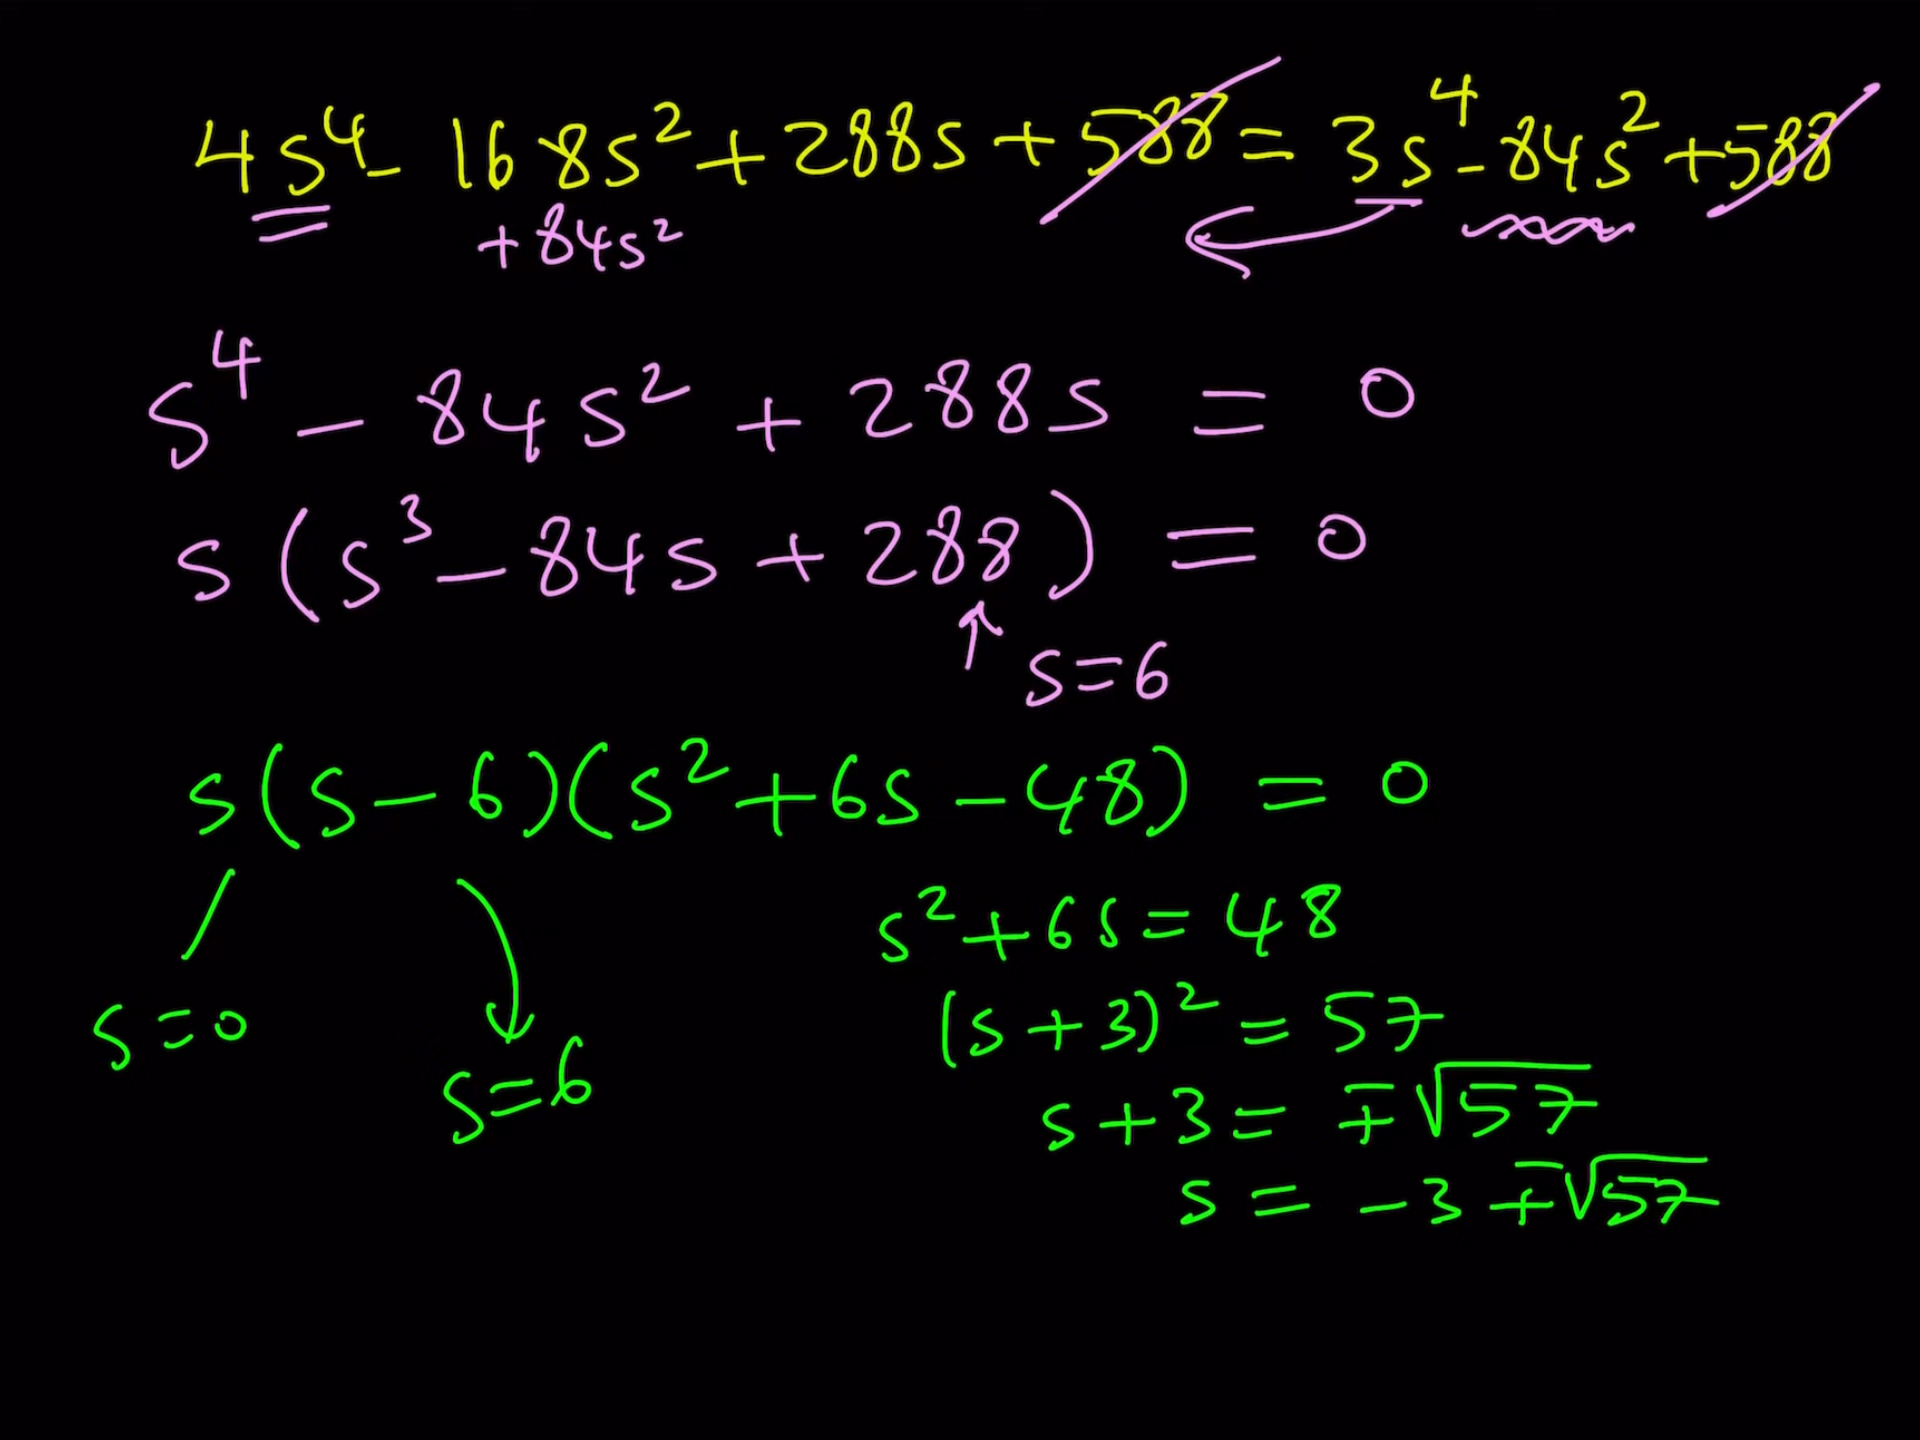 4s⁴ - 168s² + 288s + 588 = 3s⁴ - 84s² + 588
+84s²
s⁴ - 84s² + 288s = 0
s(s³ - 84s + 288) = 0
↑ s=6
s(s-6)(s²+6s-48) = 0
s²+6s=48
(s+3)² = 57
s=0
s=6
s+3 = ∓√57
s = -3∓√57